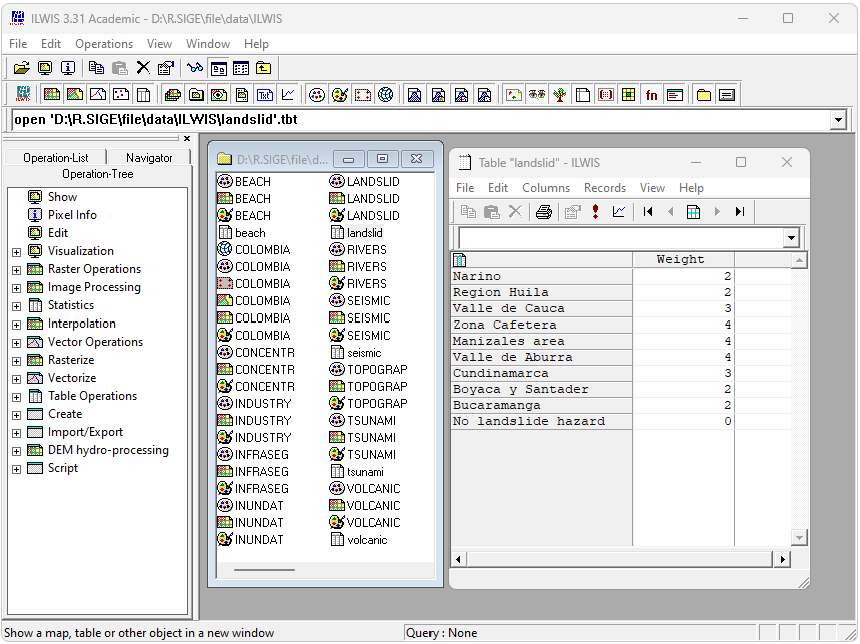 ILWIS 3.31 Academic - D:\R.SIGE\file\data\ILWIS
File Edit Operations View Window Help
Txt
fn
open 'D:\R.SIGE\file\data\ILWIS\landslid'.tbt
Operation-List Navigator
Operation-Tree
Show
Pixel Info
Edit
Visualization
Raster Operations
Image Processing
Statistics
Interpolation
Vector Operations
Rasterize
Vectorize
Table Operations
Create
Import/Export
DEM hydro-processing
Script
D:\R.SIGE\file\d...
BEACH
BEACH
BEACH
beach
COLOMBIA
COLOMBIA
COLOMBIA
COLOMBIA
COLOMBIA
COLOMBIA
CONCENTR
CONCENTR
CONCENTR
INDUSTRY
INDUSTRY
INDUSTRY
INFRASEG
INFRASEG
INFRASEG
INUNDAT
INUNDAT
INUNDAT
LANDSLID
LANDSLID
LANDSLID
landslid
RIVERS
RIVERS
RIVERS
SEISMIC
SEISMIC
SEISMIC
seismic
TOPOGRAP
TOPOGRAP
TOPOGRAP
TSUNAMI
TSUNAMI
TSUNAMI
tsunami
VOLCANIC
VOLCANIC
VOLCANIC
volcanic
Table "landslid" - ILWIS
File Edit Columns Records View Help
Weight
Narino 2
Region Huila 2
Valle de Cauca 3
Zona Cafetera 4
Manizales area 4
Valle de Aburra 4
Cundinamarca 3
Boyaca y Santader 2
Bucaramanga 2
No landslide hazard 0
Show a map, table or other object in a new window
Query : None